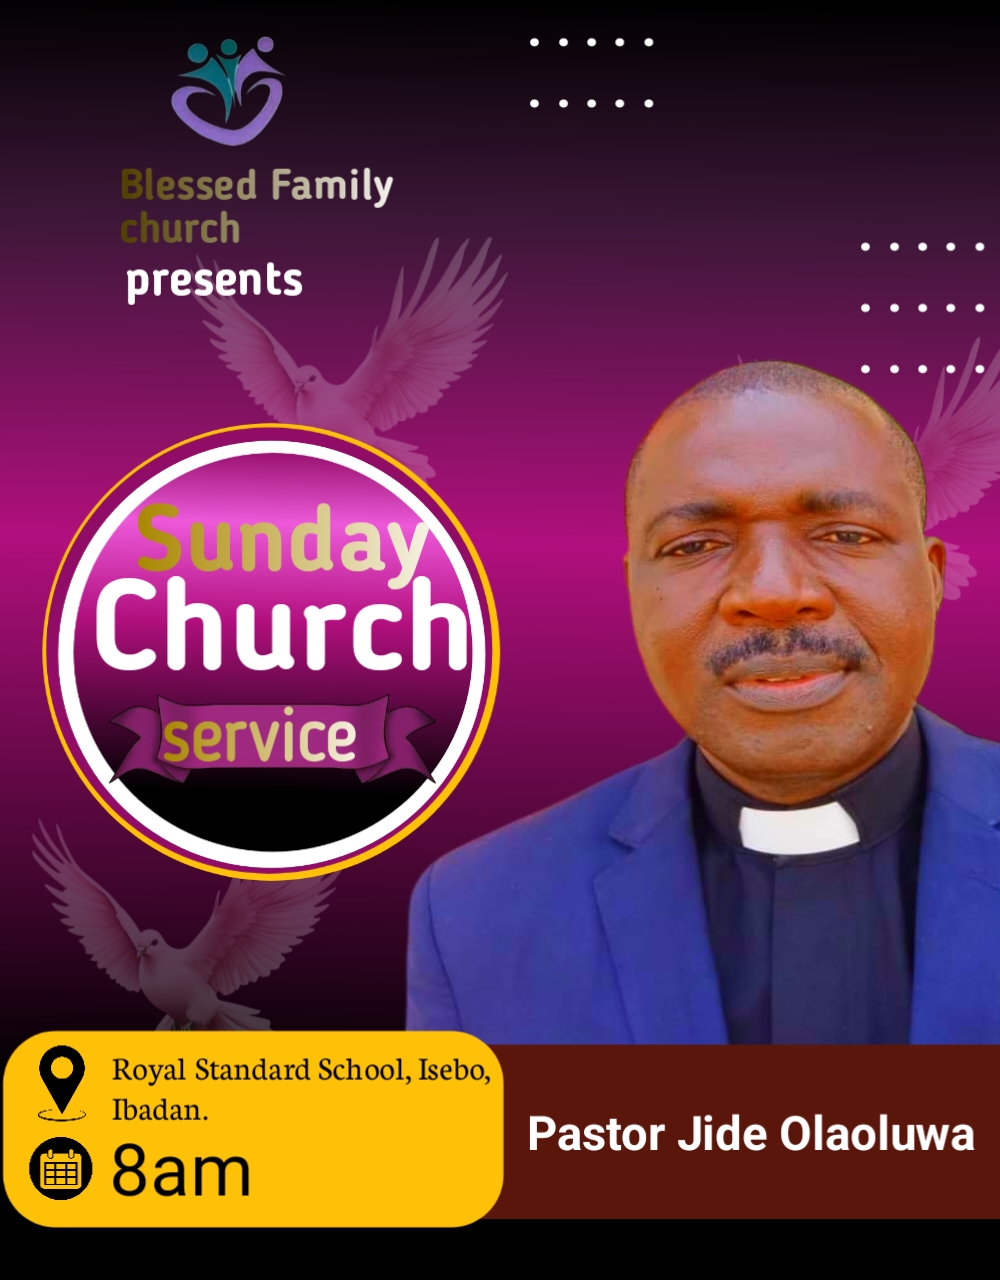 Blessed Family
church
presents
Sunday
Church
service
Royal Standard School, Isebo,
Ibadan.
8am
Pastor Jide Olaoluwa